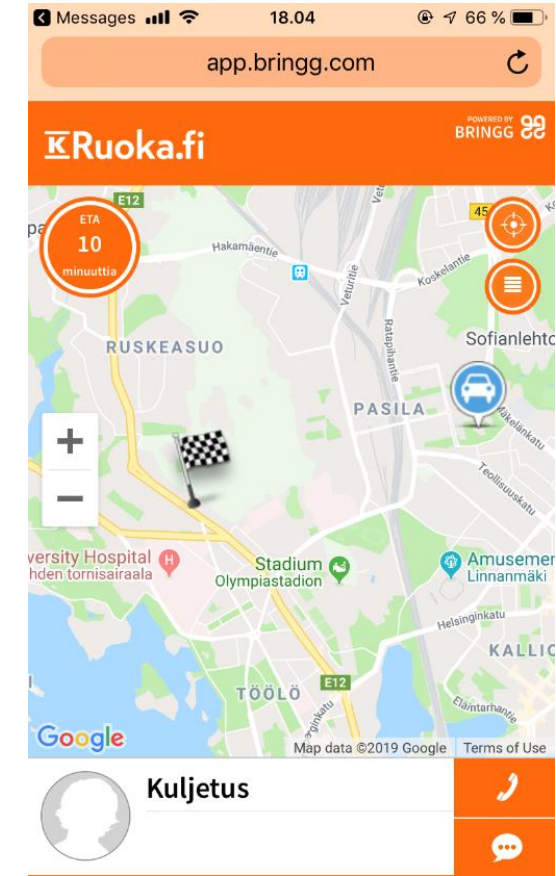 Messages 18.04 66 %
app.bringg.com
KRuoka.fi
POWERED BY
BRINGG
E12
ETA
10
minuuttia
45
Hakamäentie
Veturitie
Koskelantie
Ratapihantie
RUSKEASUO
Sofianlehto
PASILA
Mäkelänkatu
Teollisuuskatu
+
−
versity Hospital
hden tornisairaala
H
Stadium
Olympiastadion
Amusemen
Linnanmäki
Helsinginkatu
KALLIO
TÖÖLÖ
E12
Eläintarhantie
Google
Map data ©2019 Google
Terms of Use
Kuljetus